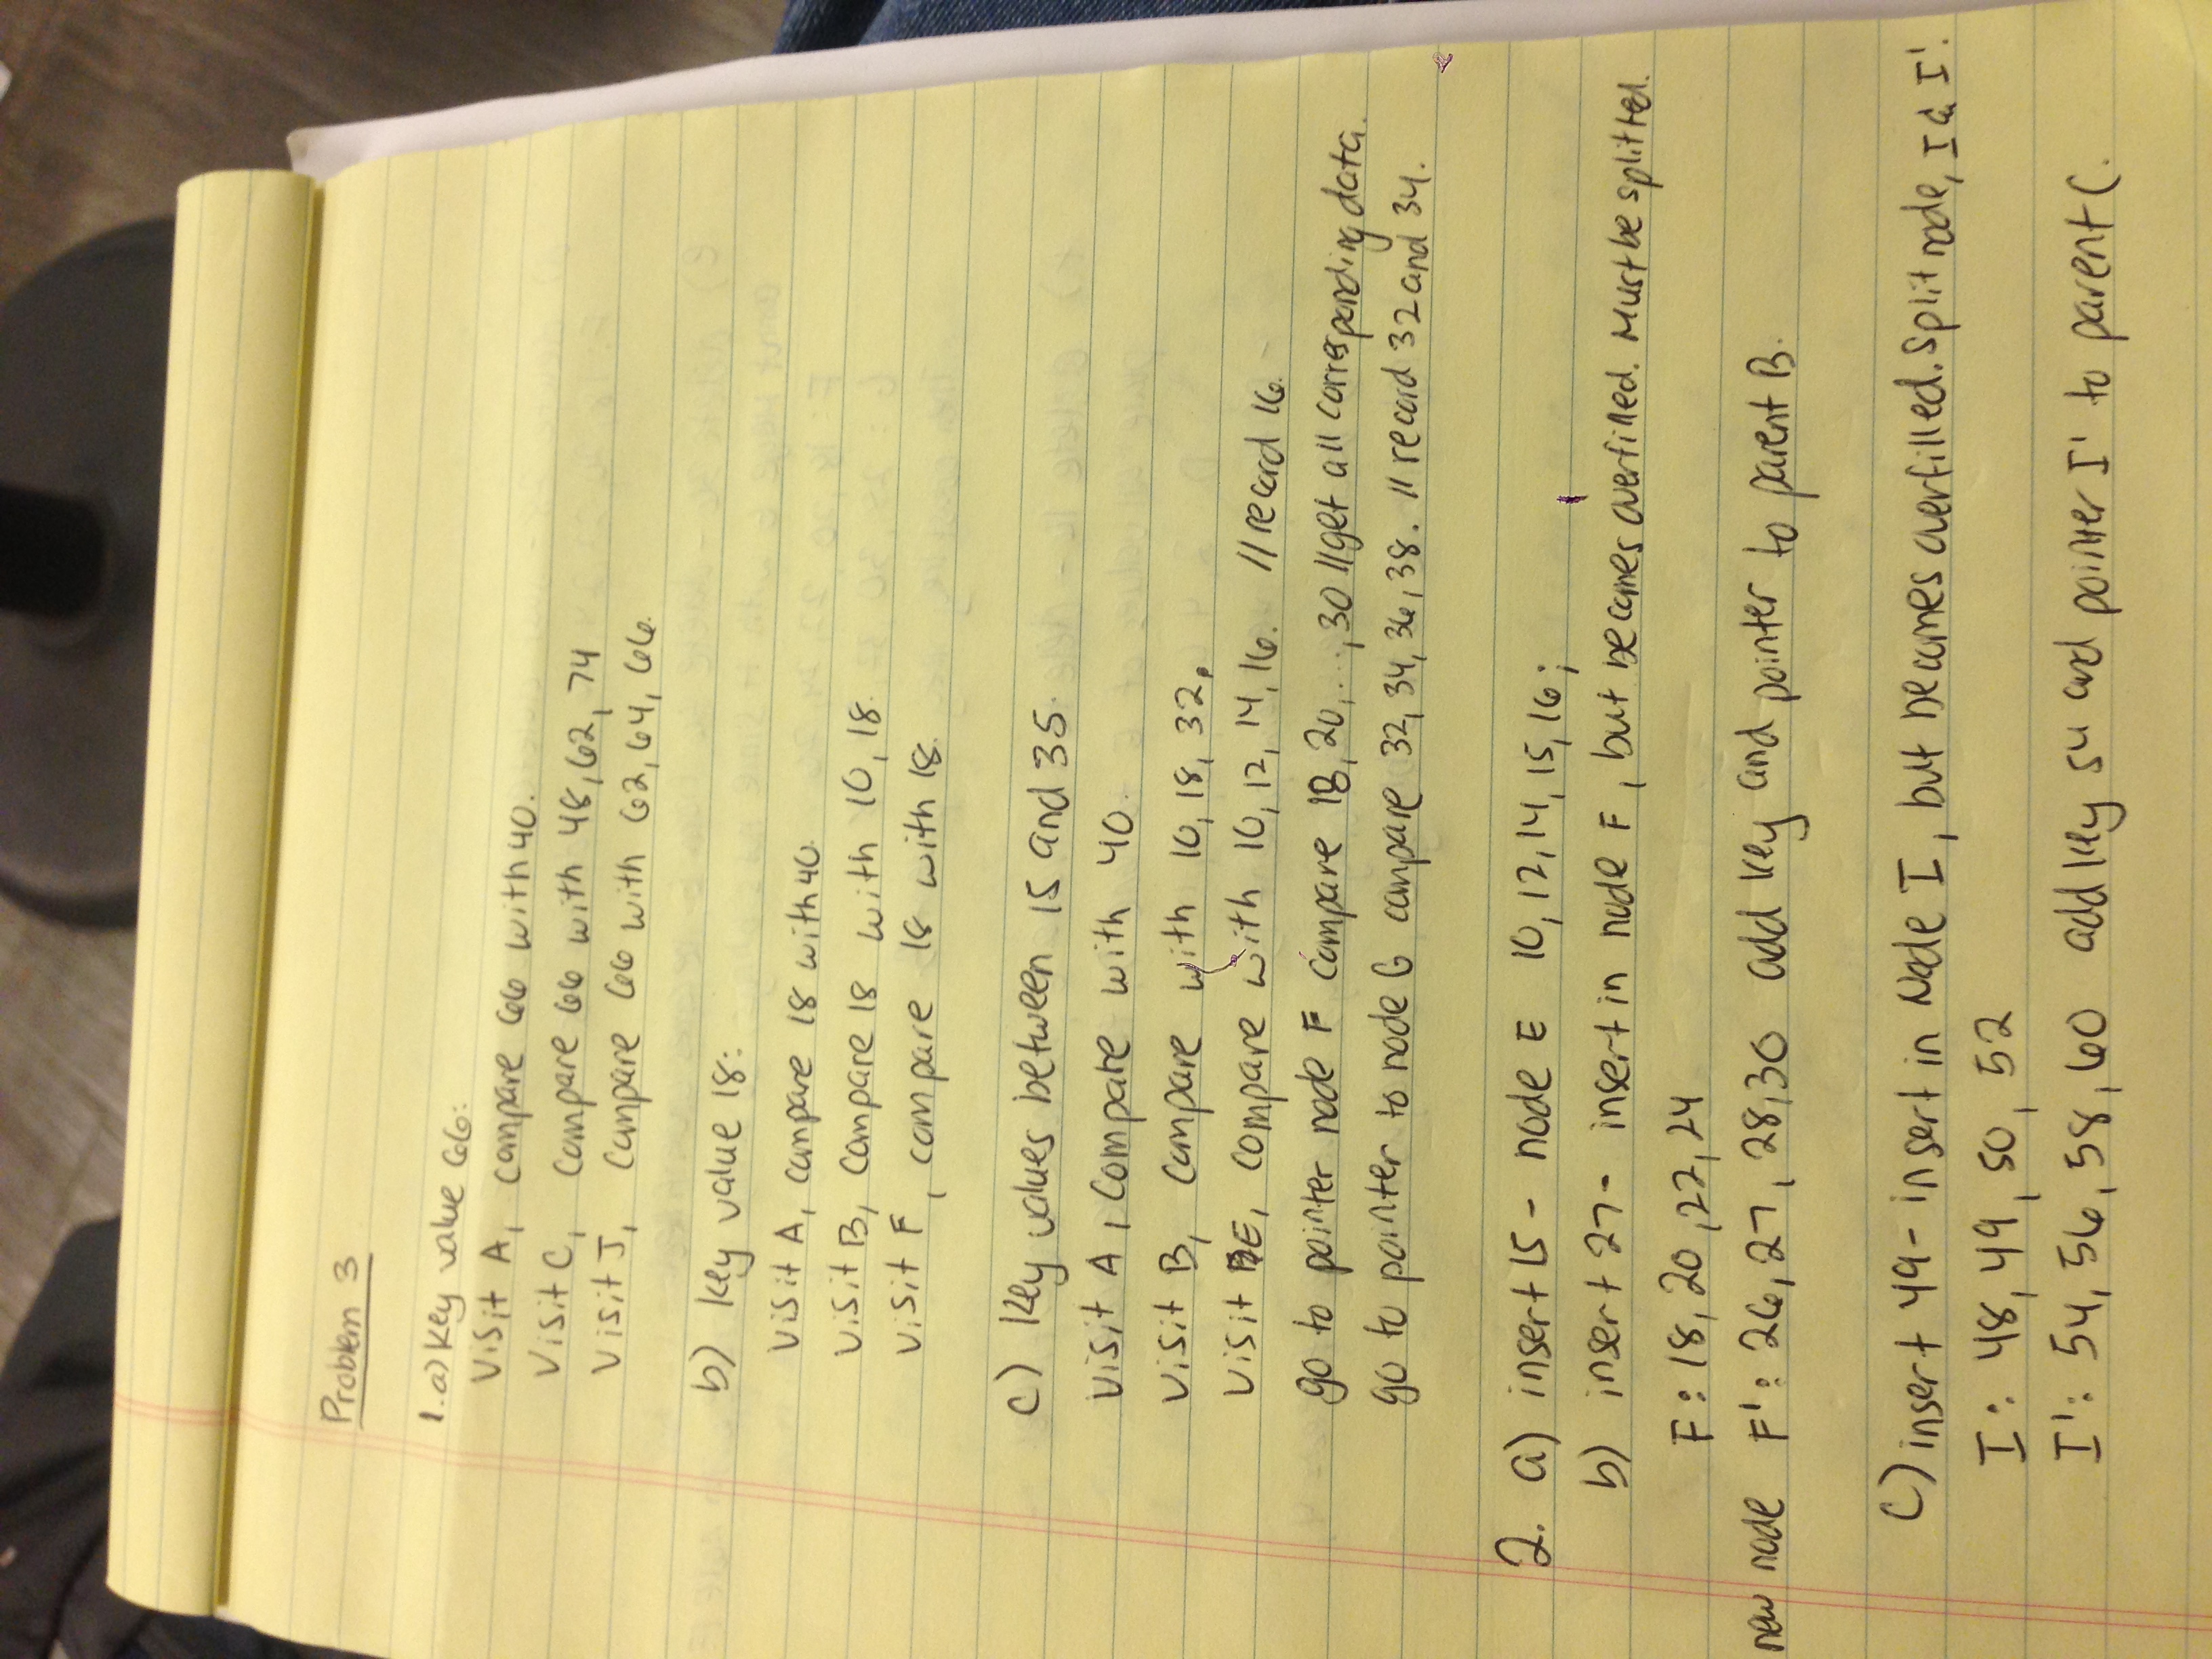 Problem 3
1. a) Key value 66:
Visit A, compare 66 with 40.
Visit C, compare 66 with 48, 62, 74
Visit J, compare 66 with 62, 64, 66.
b) key value 18:
Visit A, compare 18 with 40.
Visit B, compare 18 with 10, 18.
Visit F, compare 18 with 18.
c) Key values between 15 and 35.
Visit A, Compare with 40.
Visit B, Compare with 10, 18, 32.
Visit E, compare with 10, 12, 14, 16. // record 16.
go to pointer node F compare 18, 20, ..., 30 // get all corresponding data.
go to pointer to node G compare 32, 34, 36, 38. // record 32 and 34.
2. a) insert 15 - node E 10, 12, 14, 15, 16;
b) insert 27 - insert in node F, but becomes overfilled. Must be splitted.
F: 18, 20, 22, 24
new node F': 26, 27, 28, 30 add key and pointer to parent B.
C) insert 49 - insert in Node I, but becomes overfilled. Split node, I & I'.
I: 48, 49, 50, 52
I': 54, 56, 58, 60 add key 54 and pointer I' to parent C.